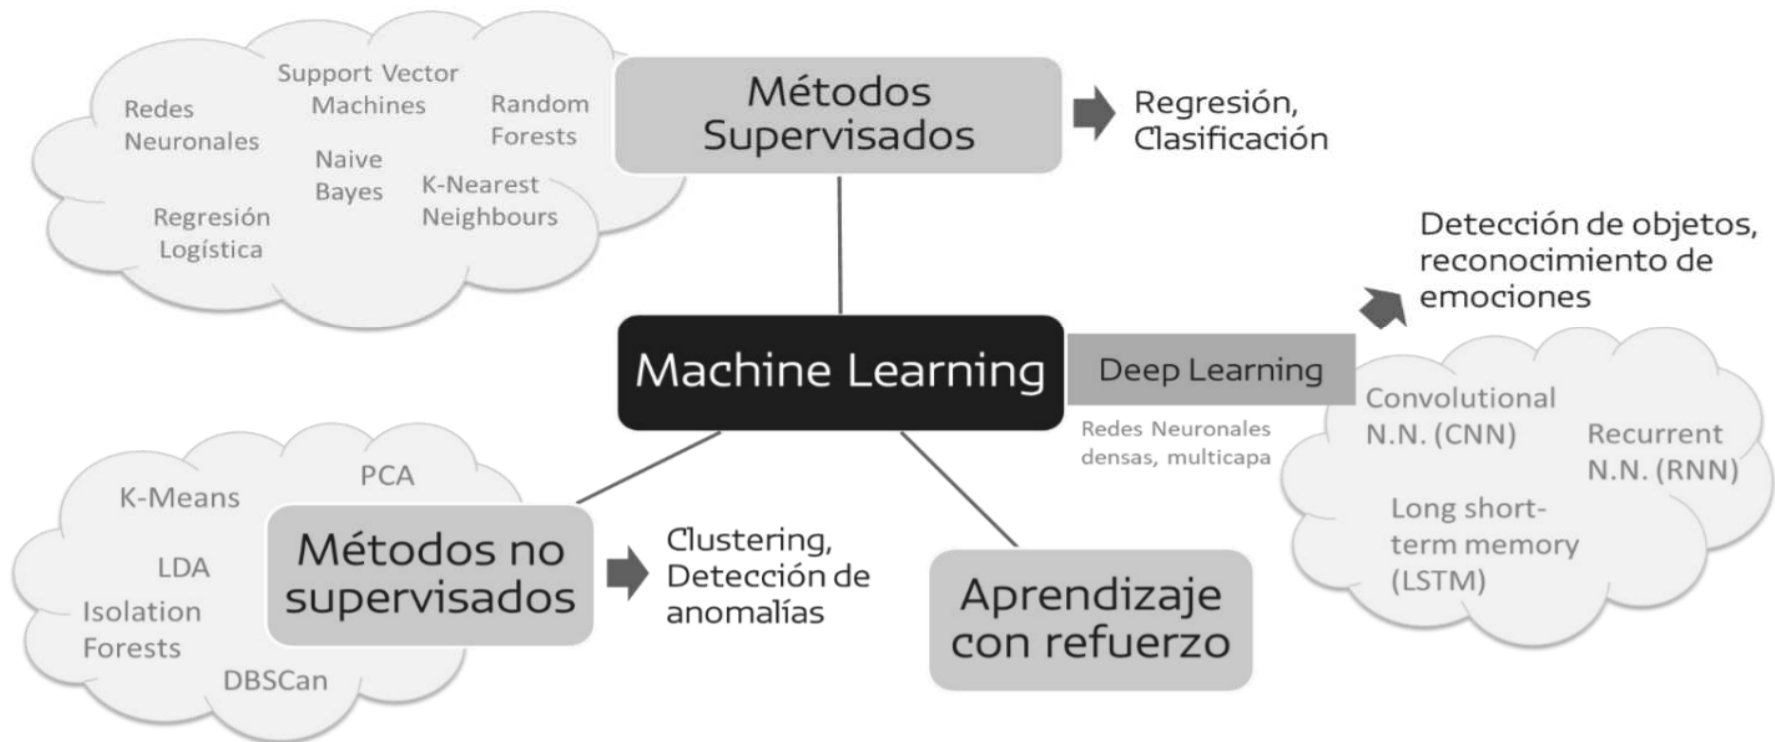 Support Vector
Machines
Redes
Neuronales
Random
Forests
Naive
Bayes
K-Nearest
Neighbours
Regresión
Logística
Métodos
Supervisados
Regresión,
Clasificación
Detección de objetos,
reconocimiento de
emociones
Machine Learning
Deep Learning
Redes Neuronales
densas, multicapa
Convolutional
N.N. (CNN)
Recurrent
N.N. (RNN)
Long short-
term memory
(LSTM)
PCA
K-Means
LDA
Isolation
Forests
DBSCan
Métodos no
supervisados
Clustering,
Detección de
anomalías
Aprendizaje
con refuerzo